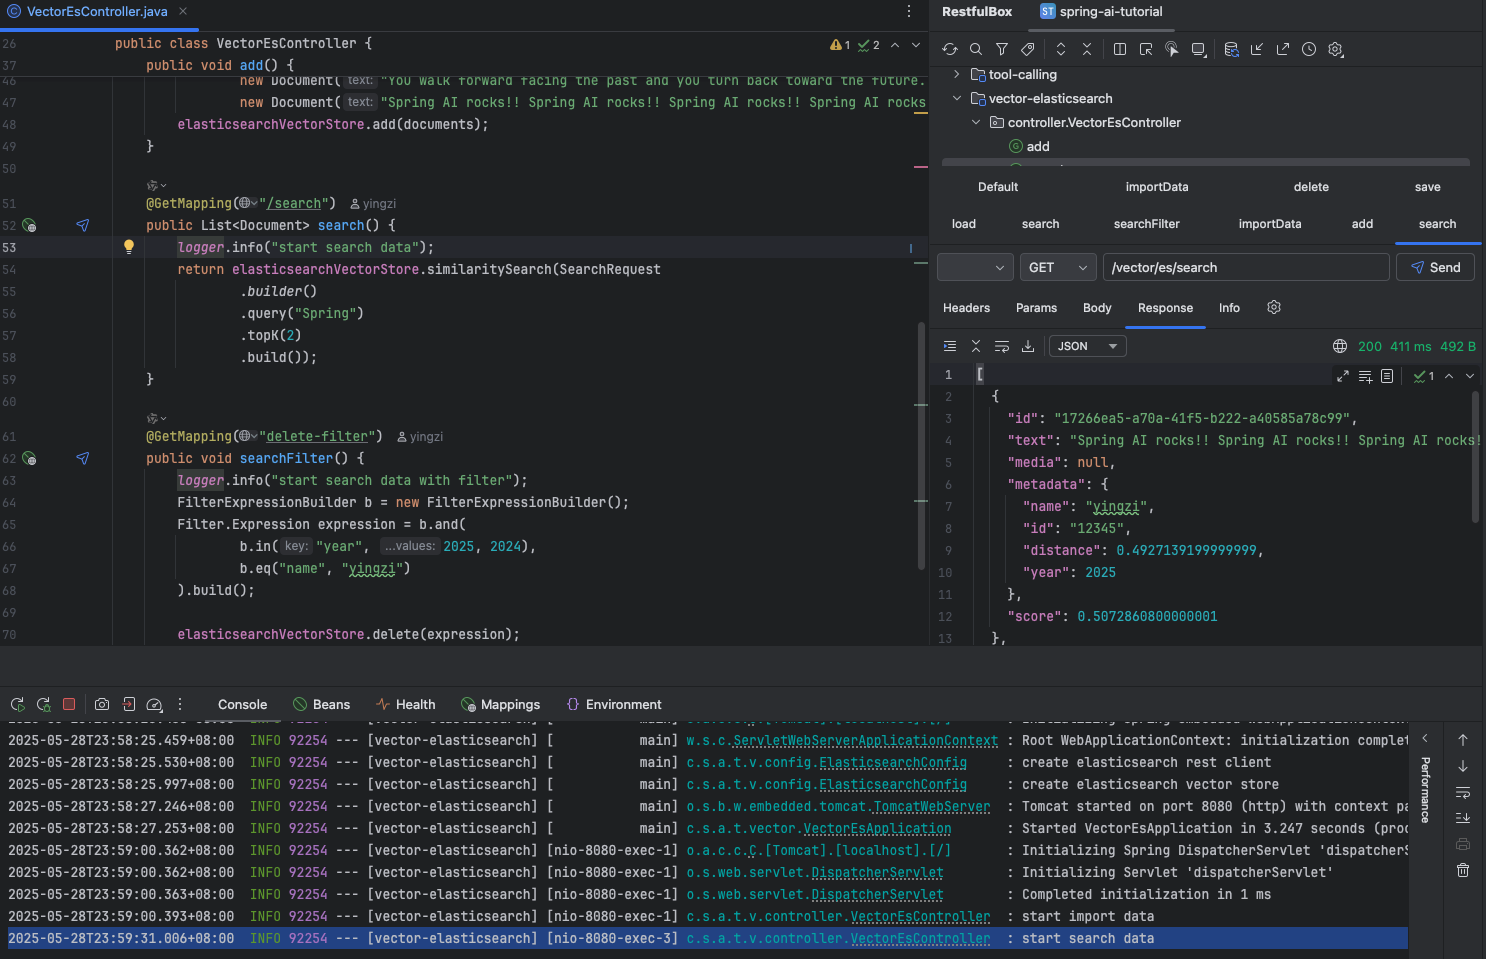 VectorEsController.java
26 public class VectorEsController {
1 2
37 public void add() {
46 new Document( text: "You walk forward facing the past and you turn back toward the future.
47 new Document( text: "Spring AI rocks!! Spring AI rocks!! Spring AI rocks!! Spring AI rocks
48 elasticsearchVectorStore.add(documents);
49 }
50
51 @GetMapping("/search") yingzi
52 public List<Document> search() {
53 logger.info("start search data");
54 return elasticsearchVectorStore.similaritySearch(SearchRequest
55 .builder()
56 .query("Spring")
57 .topK(2)
58 .build());
59 }
60
61 @GetMapping("delete-filter") yingzi
62 public void searchFilter() {
63 logger.info("start search data with filter");
64 FilterExpressionBuilder b = new FilterExpressionBuilder();
65 Filter.Expression expression = b.and(
66 b.in( key: "year", ...values: 2025, 2024),
67 b.eq("name", "yingzi")
68 ).build();
69
70 elasticsearchVectorStore.delete(expression);
RestfulBox ST spring-ai-tutorial
tool-calling
vector-elasticsearch
controller.VectorEsController
G add
Default importData delete save
load search searchFilter importData add search
GET /vector/es/search Send
Headers Params Body Response Info
JSON 200 411 ms 492 B
1 [
1
2 {
3 "id": "17266ea5-a70a-41f5-b222-a40585a78c99",
4 "text": "Spring AI rocks!! Spring AI rocks!! Spring AI rocks!
5 "media": null,
6 "metadata": {
7 "name": "yingzi",
8 "id": "12345",
9 "distance": 0.4927139199999999,
10 "year": 2025
11 },
12 "score": 0.5072860800000001
13 },
Console Beans Health Mappings Environment
2025-05-28T23:58:25.459+08:00 INFO 92254 --- [vector-elasticsearch] [ main] w.s.c.ServletWebServerApplicationContext : Root WebApplicationContext: initialization complet
2025-05-28T23:58:25.530+08:00 INFO 92254 --- [vector-elasticsearch] [ main] c.s.a.t.v.config.ElasticsearchConfig : create elasticsearch rest client
2025-05-28T23:58:25.997+08:00 INFO 92254 --- [vector-elasticsearch] [ main] c.s.a.t.v.config.ElasticsearchConfig : create elasticsearch vector store
2025-05-28T23:58:27.246+08:00 INFO 92254 --- [vector-elasticsearch] [ main] o.s.b.w.embedded.tomcat.TomcatWebServer : Tomcat started on port 8080 (http) with context pa
2025-05-28T23:58:27.253+08:00 INFO 92254 --- [vector-elasticsearch] [ main] c.s.a.t.vector.VectorEsApplication : Started VectorEsApplication in 3.247 seconds (proc
2025-05-28T23:59:00.362+08:00 INFO 92254 --- [vector-elasticsearch] [nio-8080-exec-1] o.a.c.c.C.[Tomcat].[localhost].[/] : Initializing Spring DispatcherServlet 'dispatcherS
2025-05-28T23:59:00.362+08:00 INFO 92254 --- [vector-elasticsearch] [nio-8080-exec-1] o.s.web.servlet.DispatcherServlet : Initializing Servlet 'dispatcherServlet'
2025-05-28T23:59:00.363+08:00 INFO 92254 --- [vector-elasticsearch] [nio-8080-exec-1] o.s.web.servlet.DispatcherServlet : Completed initialization in 1 ms
2025-05-28T23:59:00.393+08:00 INFO 92254 --- [vector-elasticsearch] [nio-8080-exec-1] c.s.a.t.v.controller.VectorEsController : start import data
2025-05-28T23:59:31.006+08:00 INFO 92254 --- [vector-elasticsearch] [nio-8080-exec-3] c.s.a.t.v.controller.VectorEsController : start search data
Performance